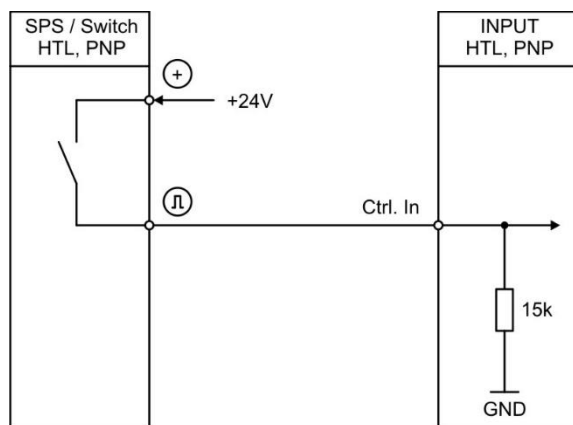 SPS / Switch
HTL, PNP
INPUT
HTL, PNP
+
+24V
Ctrl. In
15k
GND